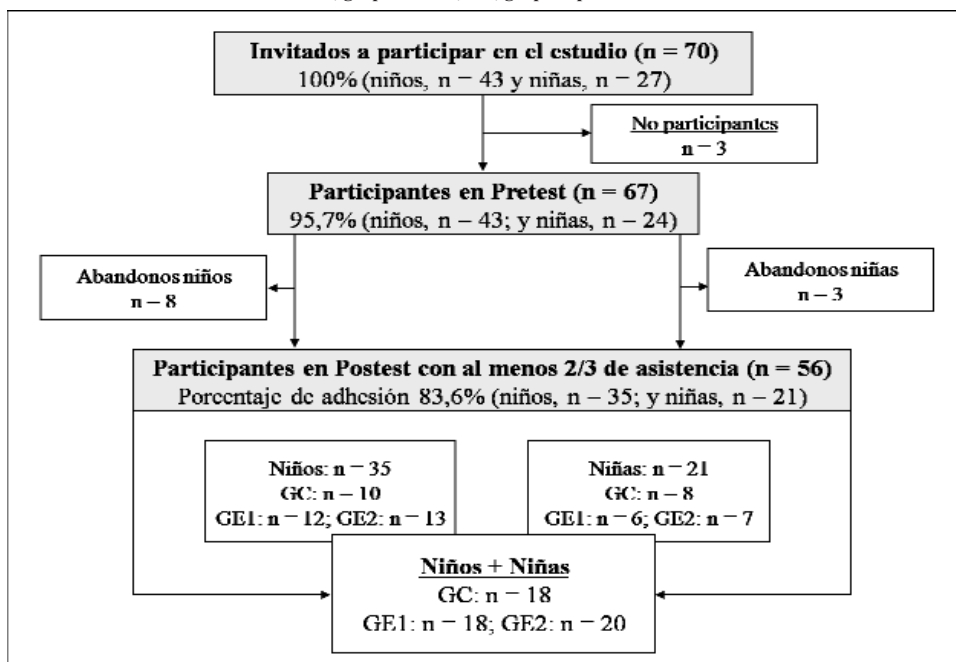 Invitados a participar en el estudio (n = 70)
100% (niños, n = 43 y niñas, n = 27)
No participantes
n = 3
Participantes en Pretest (n = 67)
95,7% (niños, n = 43; y niñas, n = 24)
Abandonos niños
n = 8
Abandonos niñas
n = 3
Participantes en Postest con al menos 2/3 de asistencia (n = 56)
Porcentaje de adhesión 83,6% (niños, n = 35; y niñas, n = 21)
Niños: n = 35
GC: n = 10
GE1: n = 12; GE2: n = 13
Niñas: n = 21
GC: n = 8
GE1: n = 6; GE2: n = 7
Niños + Niñas
GC: n = 18
GE1: n = 18; GE2: n = 20